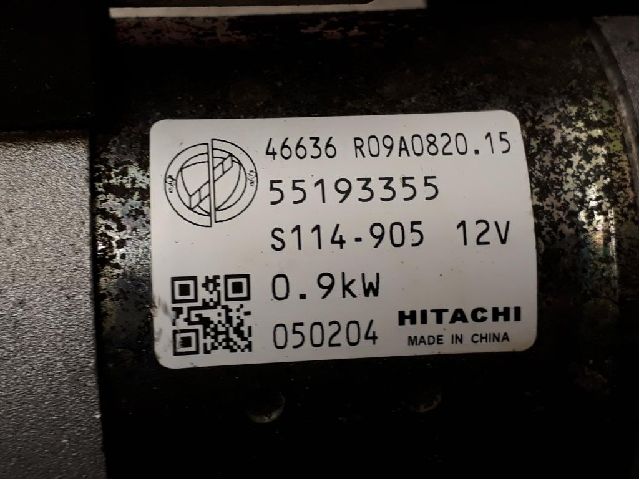 46636 R09A0820.15
55193355
S114-905 12V
0.9kW
050204 HITACHI
MADE IN CHINA